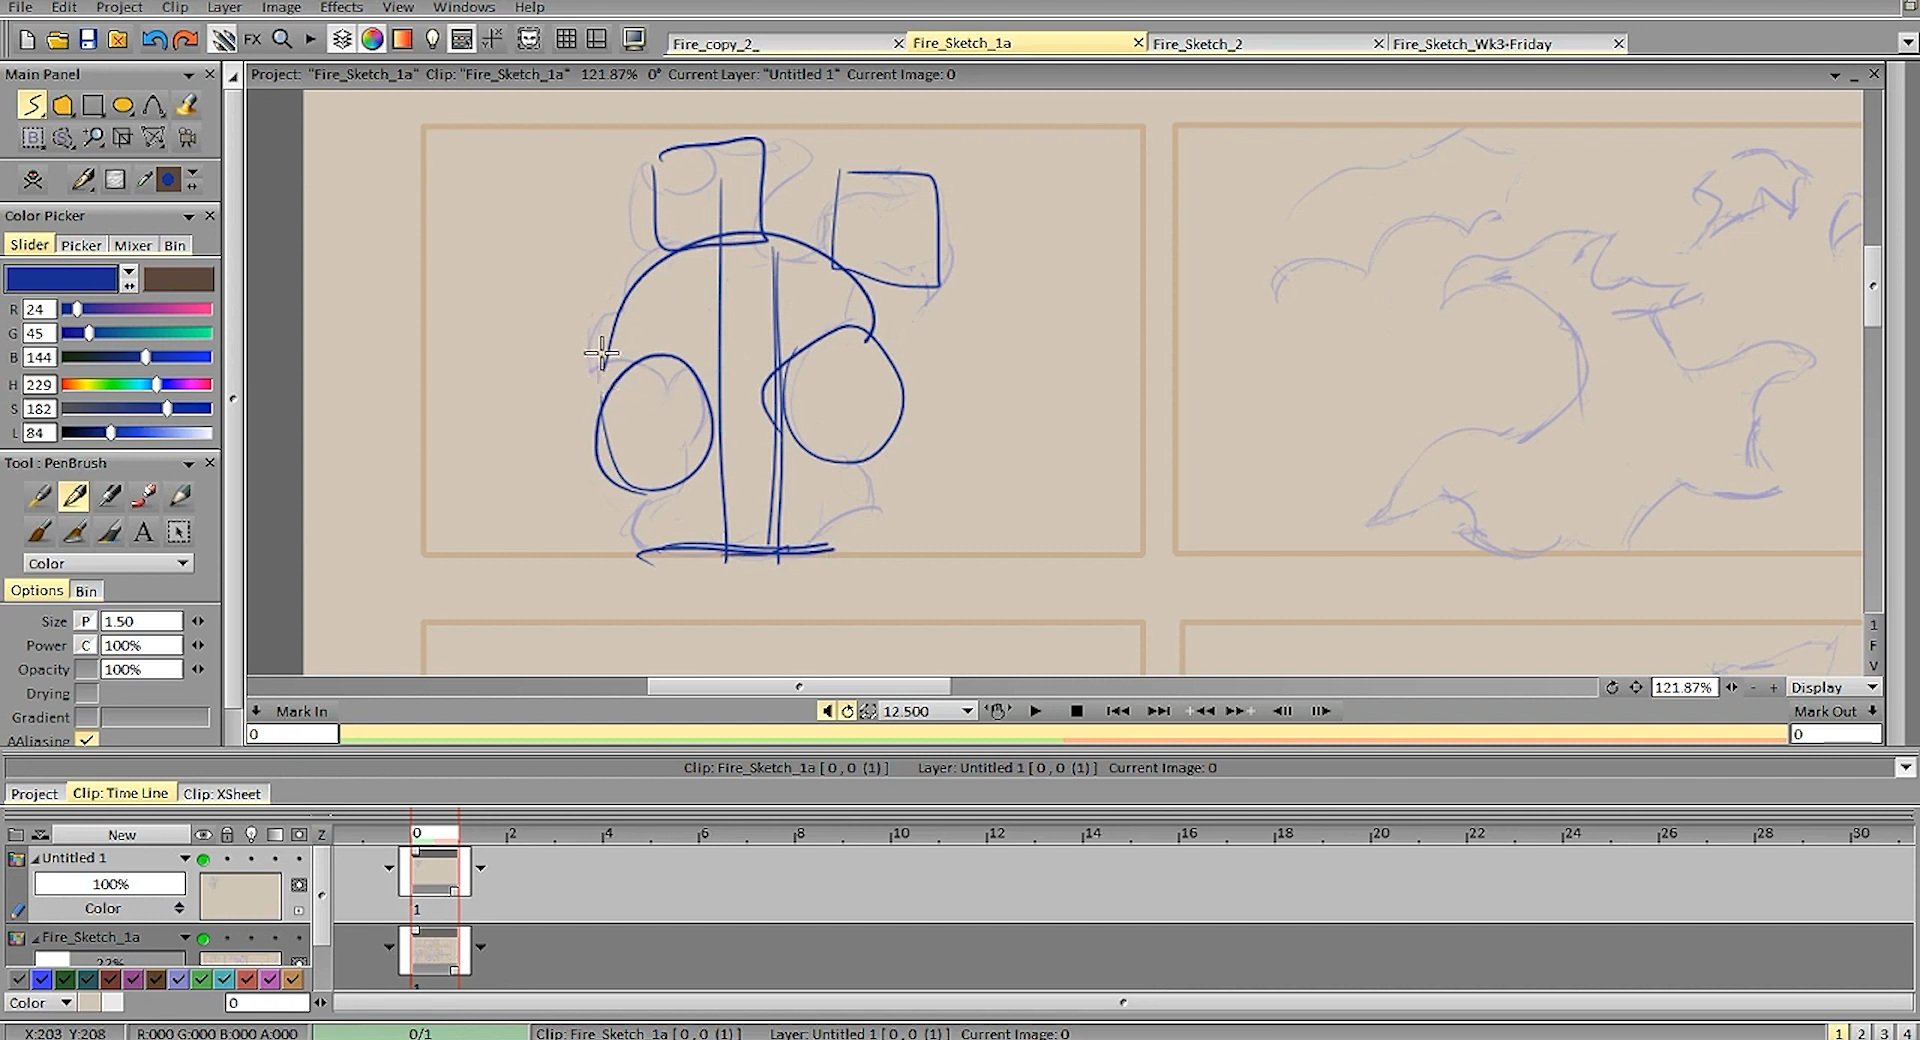 File Edit Project Clip Layer Image Effects View Windows Help
FX
Fire_copy_2_ Fire_Sketch_1a Fire_Sketch_2 Fire_Sketch_Wk3-Friday
Main Panel
Project: "Fire_Sketch_1a" Clip: "Fire_Sketch_1a" 121.87% 0° Current Layer: "Untitled 1" Current Image: 0
Color Picker
Slider Picker Mixer Bin
R 24
G 45
B 144
H 229
S 182
L 84
Tool : PenBrush
A
Color
Options Bin
Size P 1.50
Power C 100%
Opacity 100%
Drying
Gradient
AAliasing
1
F
V
121.87% - + Display
Mark In 12.500 Mark Out
0 0
Clip: Fire_Sketch_1a [ 0 , 0 (1) ] Layer: Untitled 1 [ 0 , 0 (1) ] Current Image: 0
Project Clip: Time Line Clip: XSheet
New Z 0 2 4 6 8 10 12 14 16 18 20 22 24 26 28 30
Untitled 1
100%
Color 1
Fire_Sketch_1a
22%
Color 0
X:203 Y:208 R:000 G:000 B:000 A:000 0/1 Clip: Fire_Sketch_1a [ 0 , 0 (1) ] Layer: Untitled 1 [ 0 , 0 (1) ] Current Image: 0 1 2 3 4